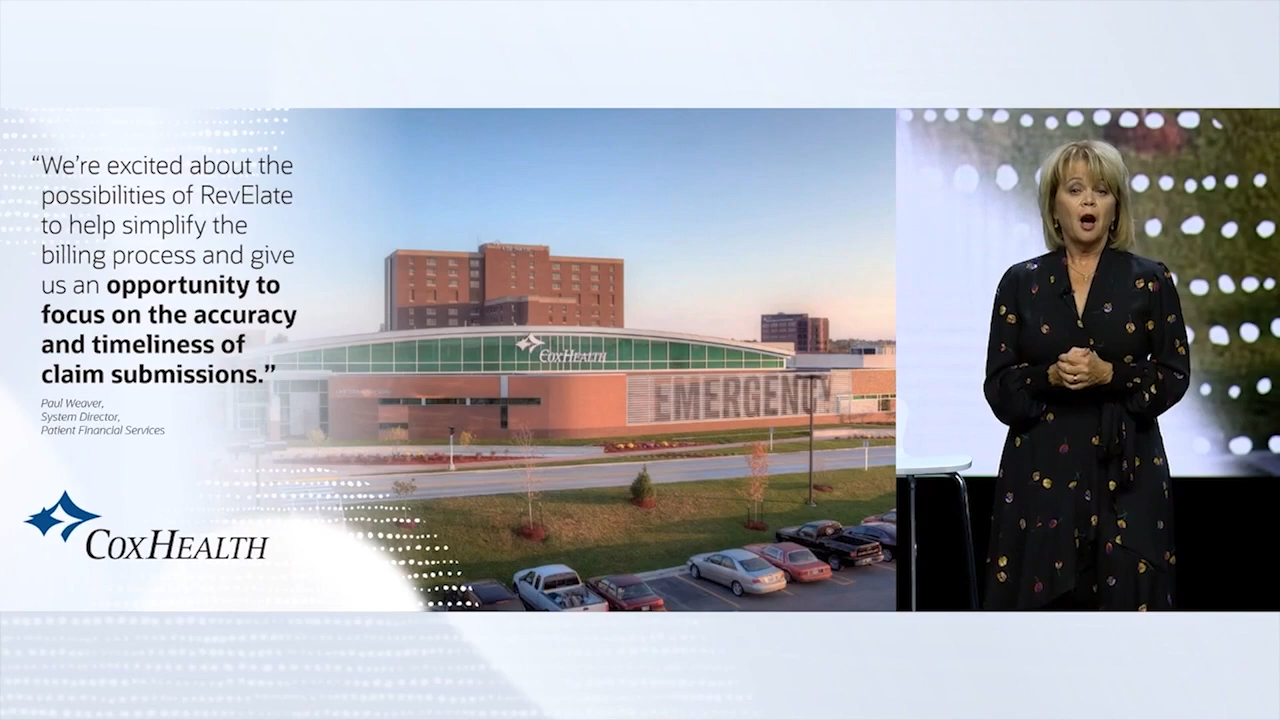 “We’re excited about the
possibilities of RevElate
to help simplify the
billing process and give
us an opportunity to
focus on the accuracy
and timeliness of
claim submissions.”
Paul Weaver,
System Director,
Patient Financial Services
COXHEALTH
COXHEALTH
EMERGENCY